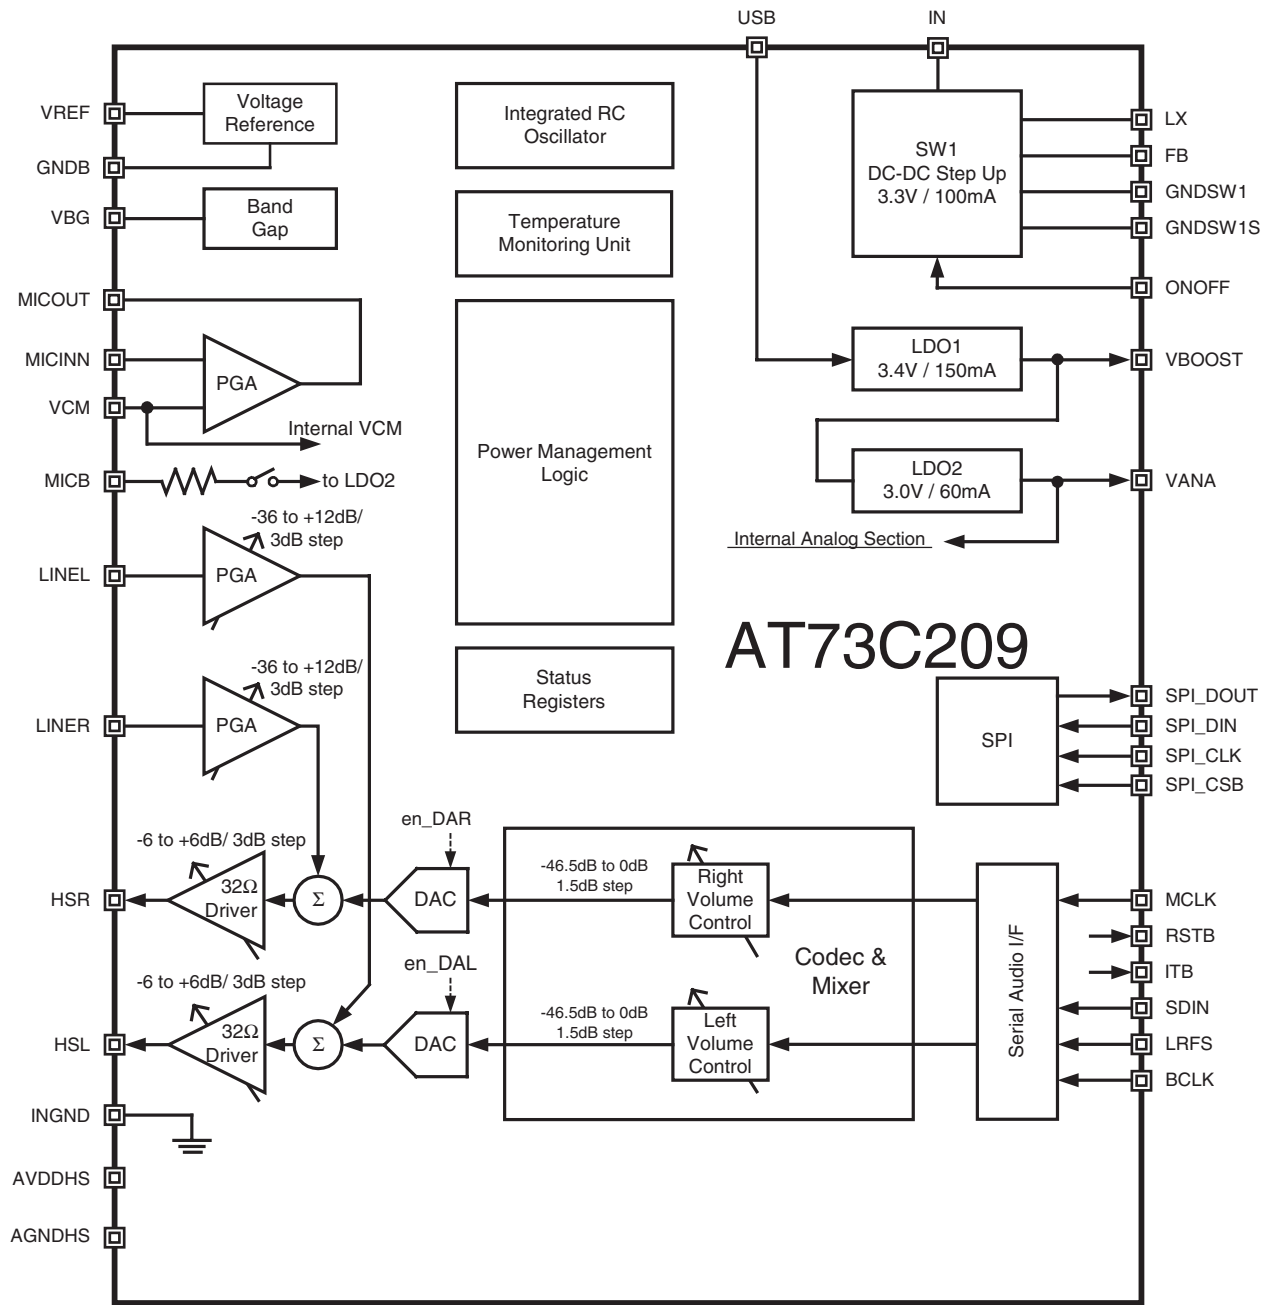 USB
IN
VREF
Voltage
Reference
GNDB
VBG
Band
Gap
Integrated RC
Oscillator
Temperature
Monitoring Unit
SW1
DC-DC Step Up
3.3V / 100mA
LX
FB
GNDSW1
GNDSW1S
ONOFF
MICOUT
MICINN
PGA
VCM
Internal VCM
MICB
to LDO2
Power Management
Logic
LDO1
3.4V / 150mA
VBOOST
LDO2
3.0V / 60mA
VANA
Internal Analog Section
-36 to +12dB/
3dB step
LINEL
PGA
AT73C209
-36 to +12dB/
3dB step
LINER
PGA
Status
Registers
SPI
SPI_DOUT
SPI_DIN
SPI_CLK
SPI_CSB
-6 to +6dB/ 3dB step
HSR
32Ω
Driver
Σ
en_DAR
DAC
-46.5dB to 0dB
1.5dB step
Right
Volume
Control
Codec &
Mixer
Serial Audio I/F
MCLK
RSTB
ITB
SDIN
LRFS
BCLK
-6 to +6dB/ 3dB step
HSL
32Ω
Driver
Σ
en_DAL
DAC
-46.5dB to 0dB
1.5dB step
Left
Volume
Control
INGND
AVDDHS
AGNDHS